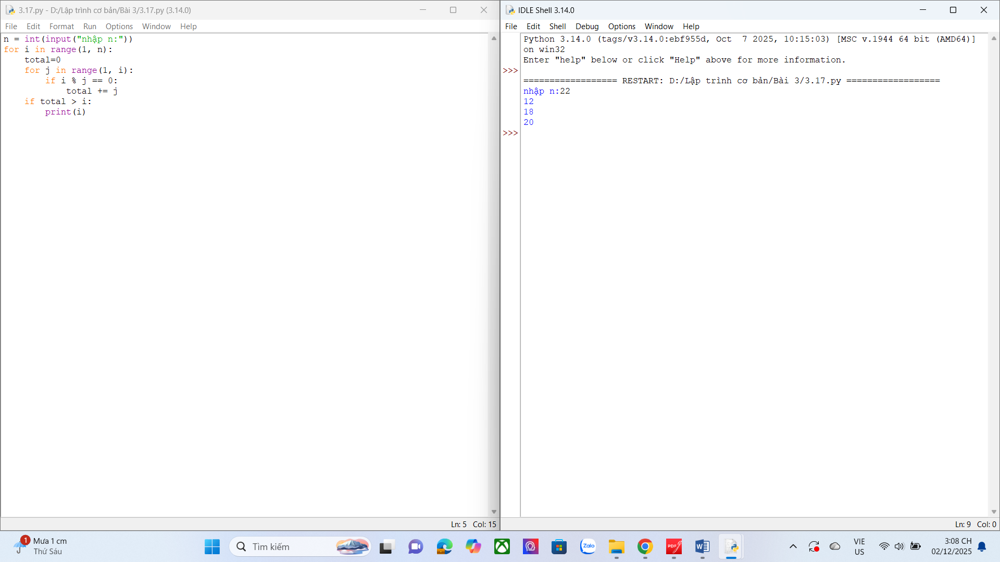 3.17.py - D:/Lập trình cơ bản/Bài 3/3.17.py (3.14.0)
File Edit Format Run Options Window Help
n = int(input("nhập n:"))
for i in range(1, n):
    total=0
    for j in range(1, i):
        if i % j == 0:
            total += j
    if total > i:
        print(i)
Ln: 5 Col: 15
IDLE Shell 3.14.0
File Edit Shell Debug Options Window Help
Python 3.14.0 (tags/v3.14.0:ebf955d, Oct  7 2025, 10:15:03) [MSC v.1944 64 bit (AMD64)]
on win32
Enter "help" below or click "Help" above for more information.
>>>
================== RESTART: D:/Lập trình cơ bản/Bài 3/3.17.py ==================
nhập n:22
12
18
20
>>>
Ln: 9 Col: 0
1
Mưa 1 cm
Thứ Sáu
Tìm kiếm
Zalo
PDF
VIE
US
3:08 CH
02/12/2025